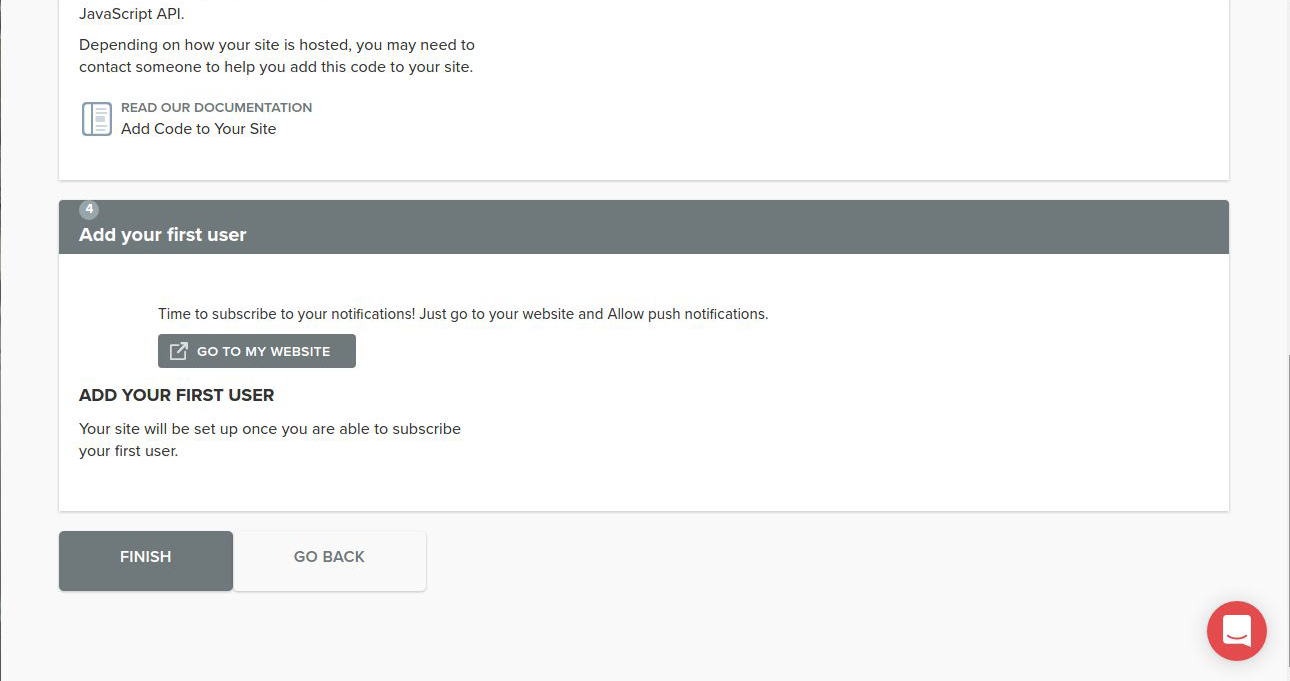 JavaScript API.
Depending on how your site is hosted, you may need to
contact someone to help you add this code to your site.
READ OUR DOCUMENTATION
Add Code to Your Site
4
Add your first user
Time to subscribe to your notifications! Just go to your website and Allow push notifications.
GO TO MY WEBSITE
ADD YOUR FIRST USER
Your site will be set up once you are able to subscribe
your first user.
FINISH
GO BACK